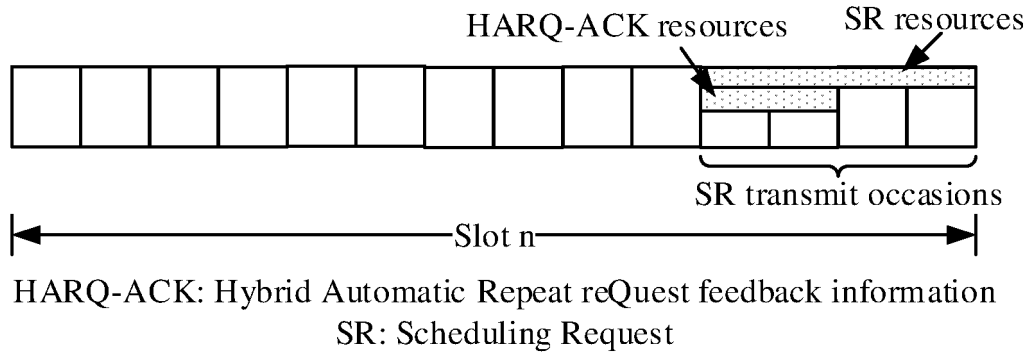 SR resources
HARQ-ACK resources
SR transmit occasions
Slot n
HARQ-ACK: Hybrid Automatic Repeat reQuest feedback information
SR: Scheduling Request